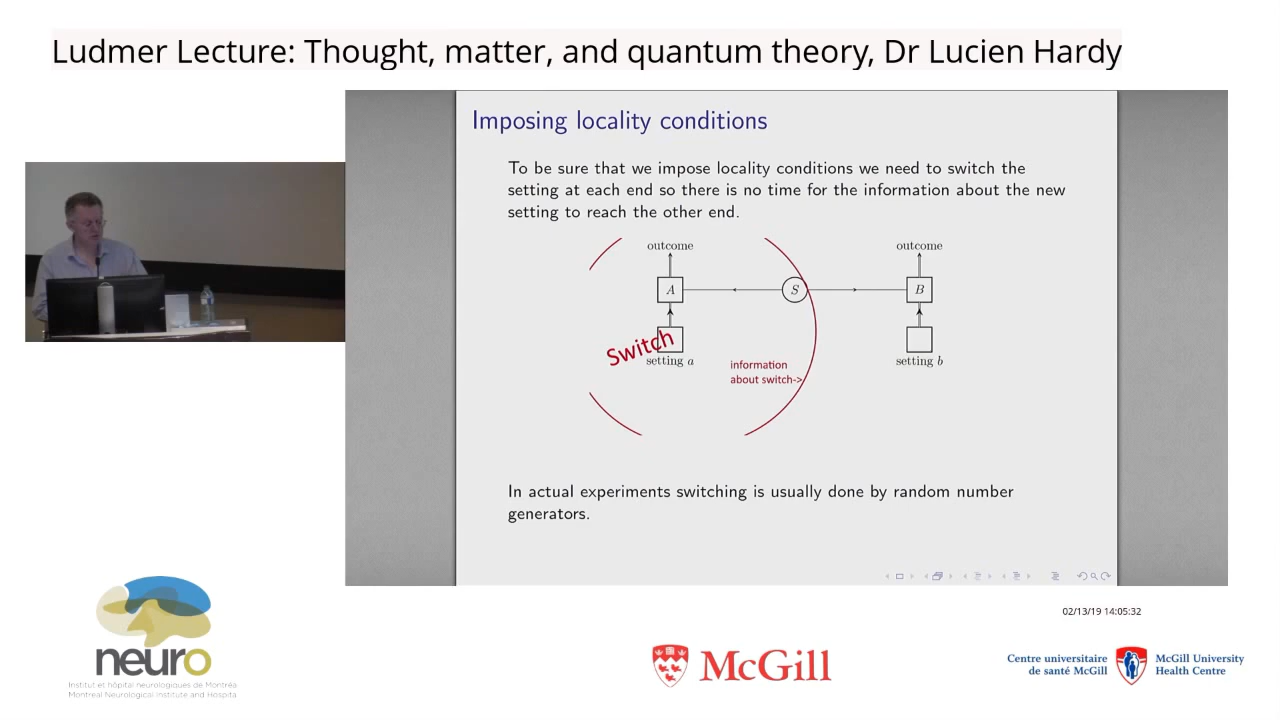 Ludmer Lecture: Thought, matter, and quantum theory, Dr Lucien Hardy
Imposing locality conditions
To be sure that we impose locality conditions we need to switch the
setting at each end so there is no time for the information about the new
setting to reach the other end.
outcome
outcome
A
S
B
Switch
setting a
information
about switch->
setting b
In actual experiments switching is usually done by random number
generators.
02/13/19 14:05:32
neuro
Institut et hôpital neurologiques de Montréal
Montreal Neurological Institute and Hospital
McGill
Centre universitaire
de santé McGill
McGill University
Health Centre